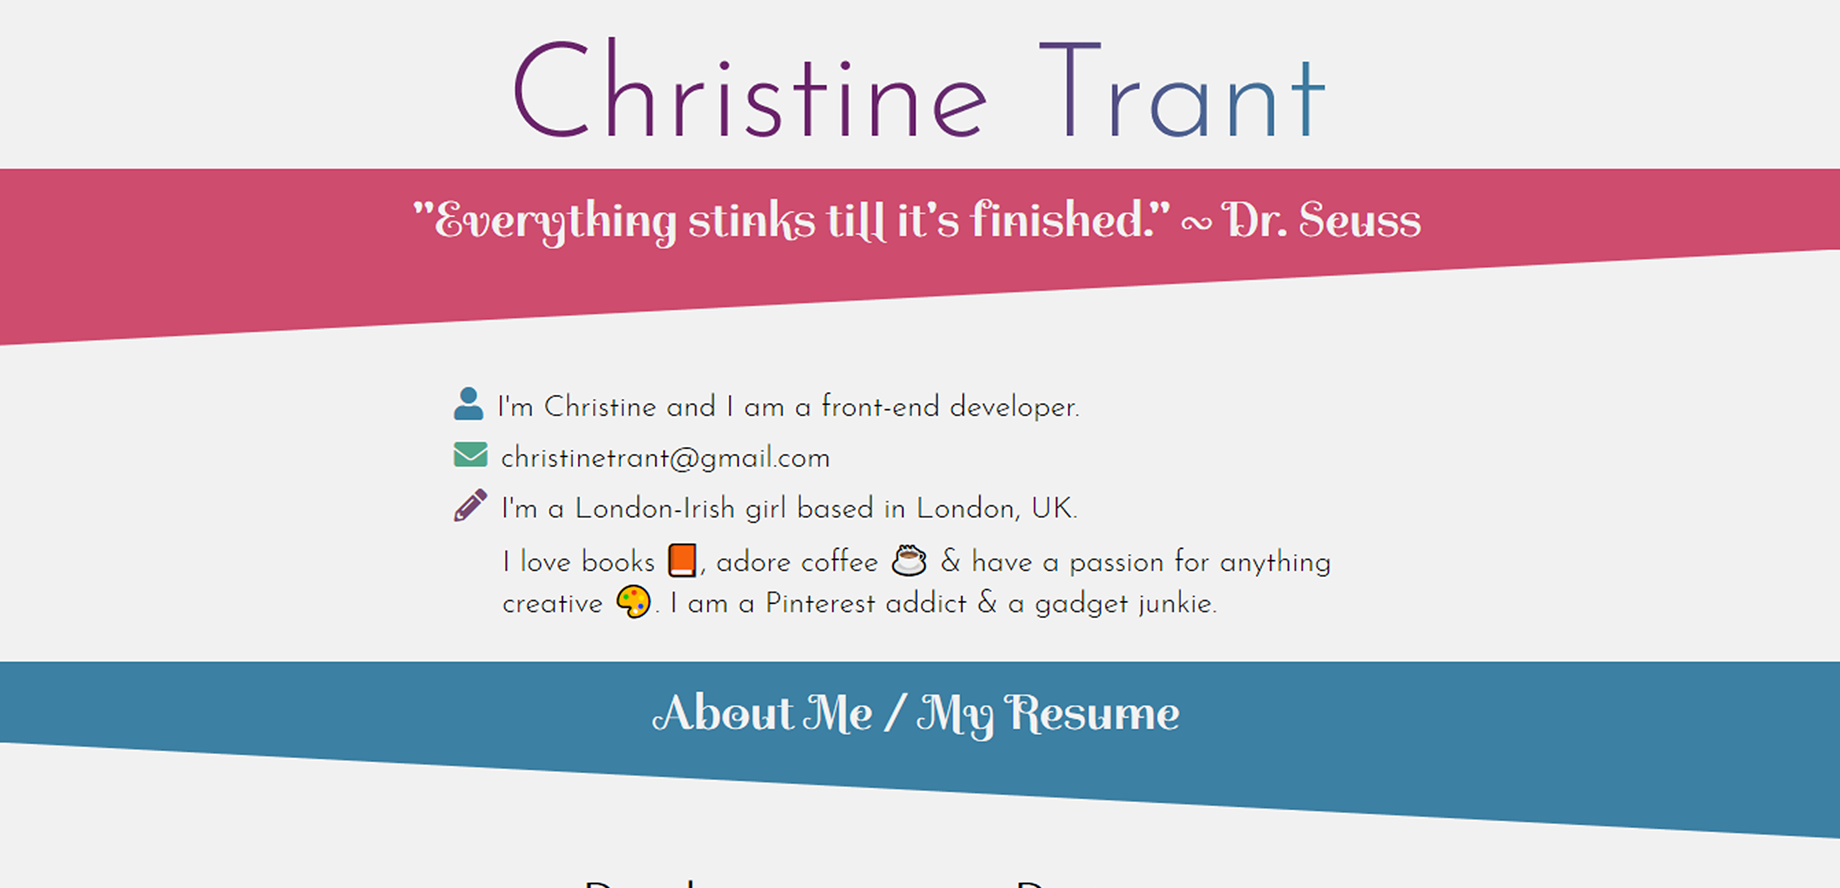 Christine Trant
"Everything stinks till it's finished." ~ Dr. Seuss
I'm Christine and I am a front-end developer.
christinetrant@gmail.com
I'm a London-Irish girl based in London, UK.
I love books 📙, adore coffee ☕ & have a passion for anything
creative 🎨. I am a Pinterest addict & a gadget junkie.
About Me / My Resume